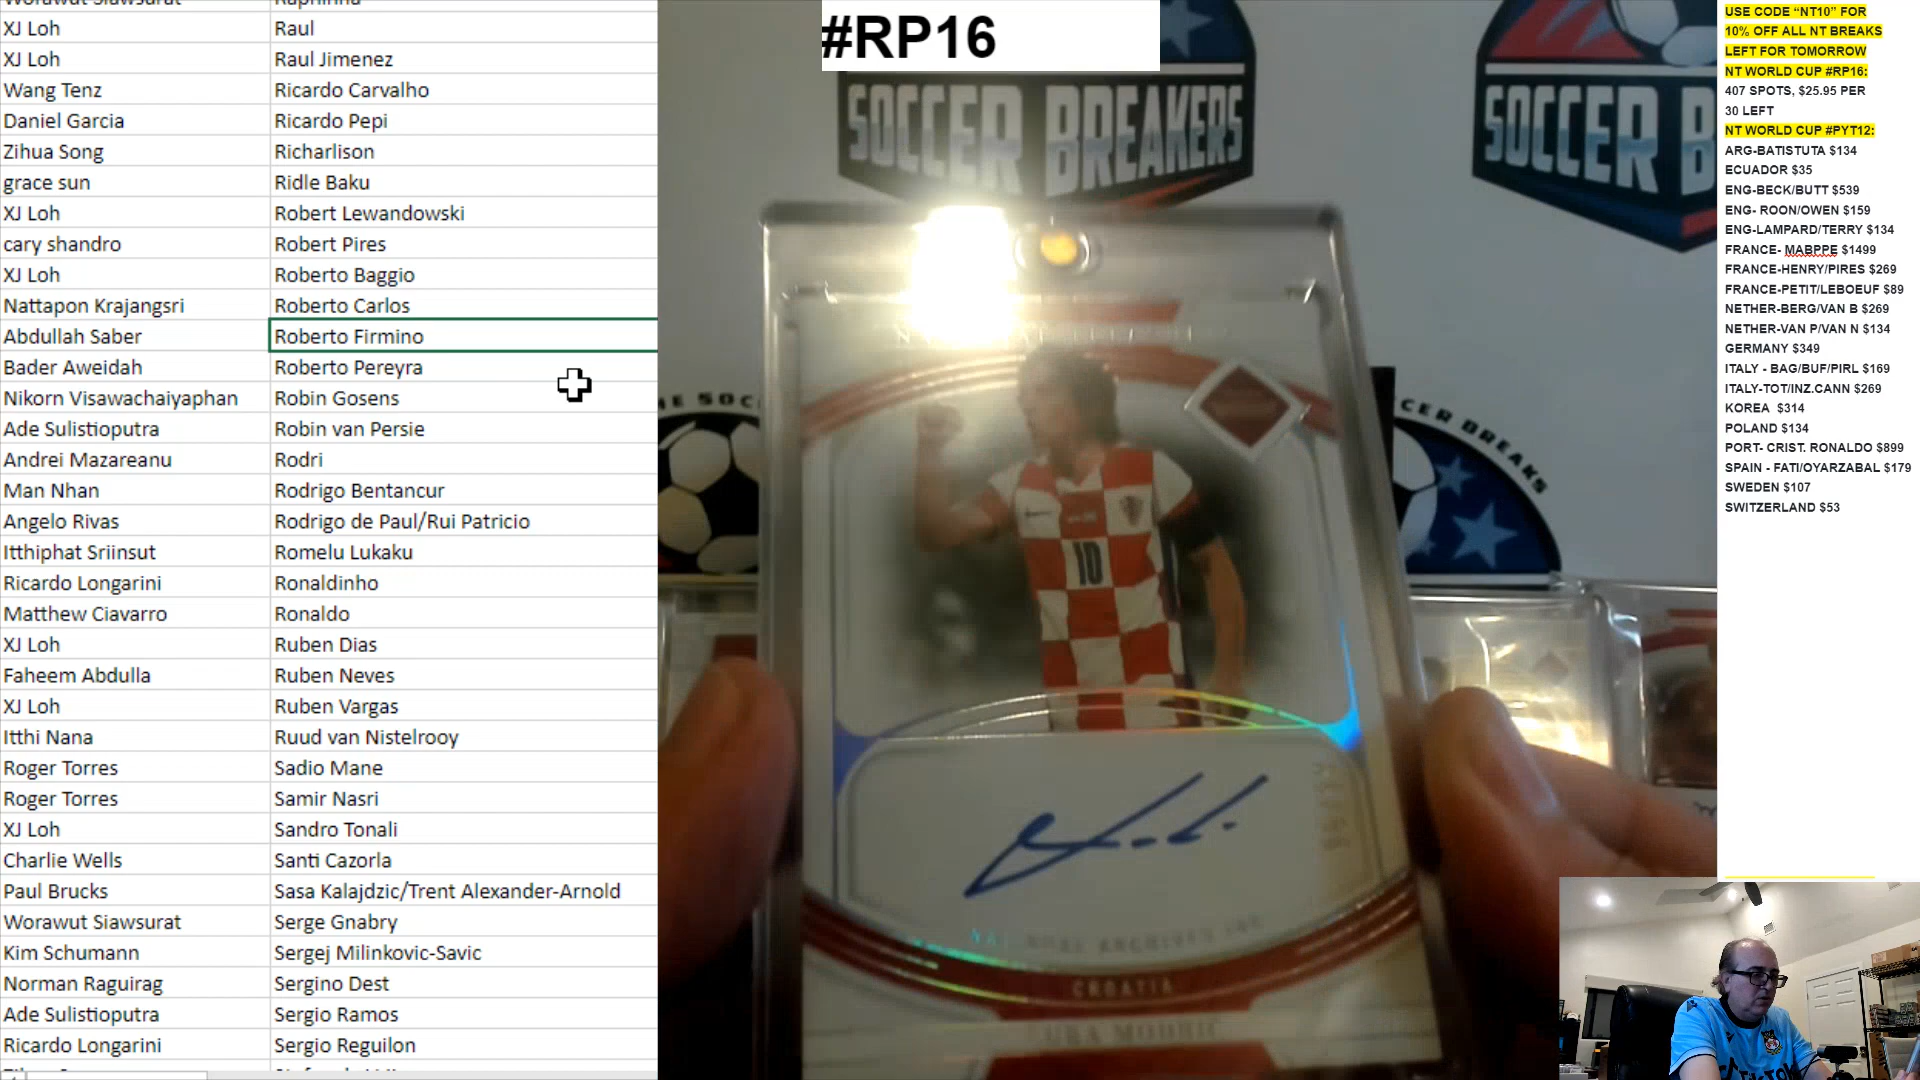 XJ Loh Raul
XJ Loh Raul Jimenez
Wang Tenz Ricardo Carvalho
Daniel Garcia Ricardo Pepi
Zihua Song Richarlison
grace sun Ridle Baku
XJ Loh Robert Lewandowski
cary shandro Robert Pires
XJ Loh Roberto Baggio
Nattapon Krajangsri Roberto Carlos
Abdullah Saber Roberto Firmino
Bader Aweidah Roberto Pereyra
Nikorn Visawachaiyaphan Robin Gosens
Ade Sulistioputra Robin van Persie
Andrei Mazareanu Rodri
Man Nhan Rodrigo Bentancur
Angelo Rivas Rodrigo de Paul/Rui Patricio
Itthiphat Sriinsut Romelu Lukaku
Ricardo Longarini Ronaldinho
Matthew Ciavarro Ronaldo
XJ Loh Ruben Dias
Faheem Abdulla Ruben Neves
XJ Loh Ruben Vargas
Itthi Nana Ruud van Nistelrooy
Roger Torres Sadio Mane
Roger Torres Samir Nasri
XJ Loh Sandro Tonali
Charlie Wells Santi Cazorla
Paul Brucks Sasa Kalajdzic/Trent Alexander-Arnold
Worawut Siawsurat Serge Gnabry
Kim Schumann Sergej Milinkovic-Savic
Norman Raguirag Sergino Dest
Ade Sulistioputra Sergio Ramos
Ricardo Longarini Sergio Reguilon
#RP16
SOCCER BREAKERS
SOCCER B
10
CROATIA
USE CODE “NT10” FOR
10% OFF ALL NT BREAKS
LEFT FOR TOMORROW
NT WORLD CUP #RP16:
407 SPOTS, $25.95 PER
30 LEFT
NT WORLD CUP #PYT12:
ARG-BATISTUTA $134
ECUADOR $35
ENG-BECK/BUTT $539
ENG- ROON/OWEN $159
ENG-LAMPARD/TERRY $134
FRANCE- MABPPE $1499
FRANCE-HENRY/PIRES $269
FRANCE-PETIT/LEBOEUF $89
NETHER-BERG/VAN B $269
NETHER-VAN P/VAN N $134
GERMANY $349
ITALY - BAG/BUF/PIRL $169
ITALY-TOT/INZ.CANN $269
KOREA $314
POLAND $134
PORT- CRIST. RONALDO $899
SPAIN - FATI/OYARZABAL $179
SWEDEN $107
SWITZERLAND $53